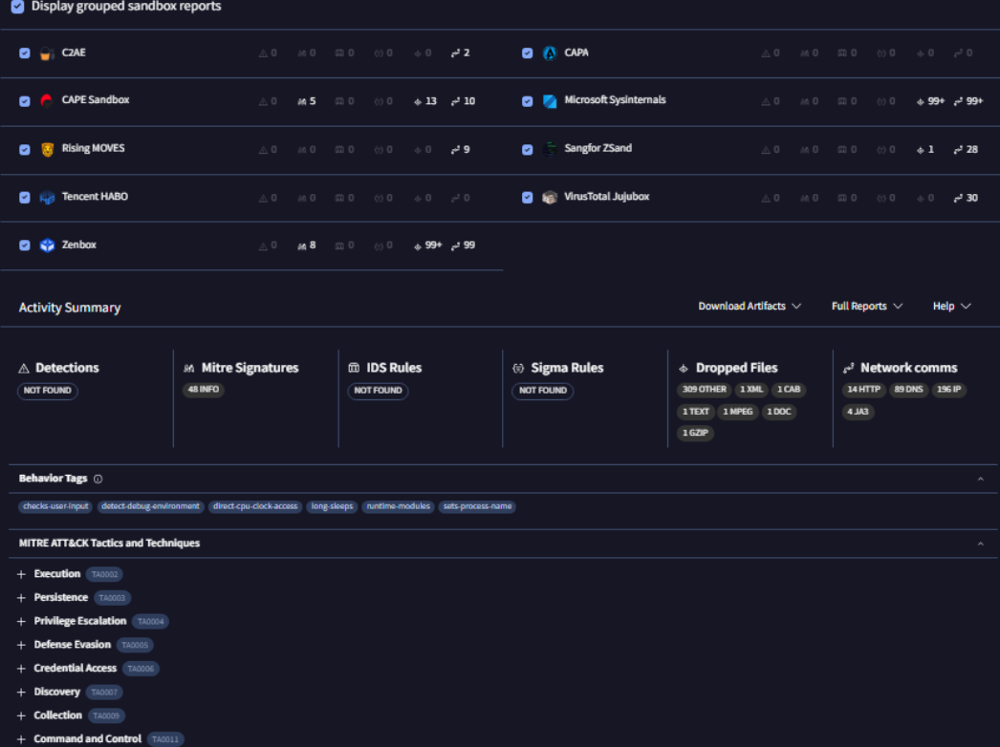 Display grouped sandbox reports
C2AE 0 0 0 0 0 2
CAPA 0 0 0 0 0 0
CAPE Sandbox 0 5 0 0 13 10
Microsoft Sysinternals 0 0 0 0 99+ 99+
Rising MOVES 0 0 0 0 0 9
Sangfor ZSand 0 0 0 0 1 28
Tencent HABO 0 0 0 0 0 0
VirusTotal Jujubox 0 0 0 0 0 30
Zenbox 0 8 0 0 99+ 99
Activity Summary
Download Artifacts Full Reports Help
Detections
NOT FOUND
Mitre Signatures
48 INFO
IDS Rules
NOT FOUND
Sigma Rules
NOT FOUND
Dropped Files
309 OTHER 1 XML 1 CAB
1 TEXT 1 MPEG 1 DOC
1 GZIP
Network comms
14 HTTP 89 DNS 196 IP
4 JA3
Behavior Tags
checks-user-input detect-debug-environment direct-cpu-clock-access long-sleeps runtime-modules sets-process-name
MITRE ATT&CK Tactics and Techniques
+ Execution TA0002
+ Persistence TA0003
+ Privilege Escalation TA0004
+ Defense Evasion TA0005
+ Credential Access TA0006
+ Discovery TA0007
+ Collection TA0009
+ Command and Control TA0011